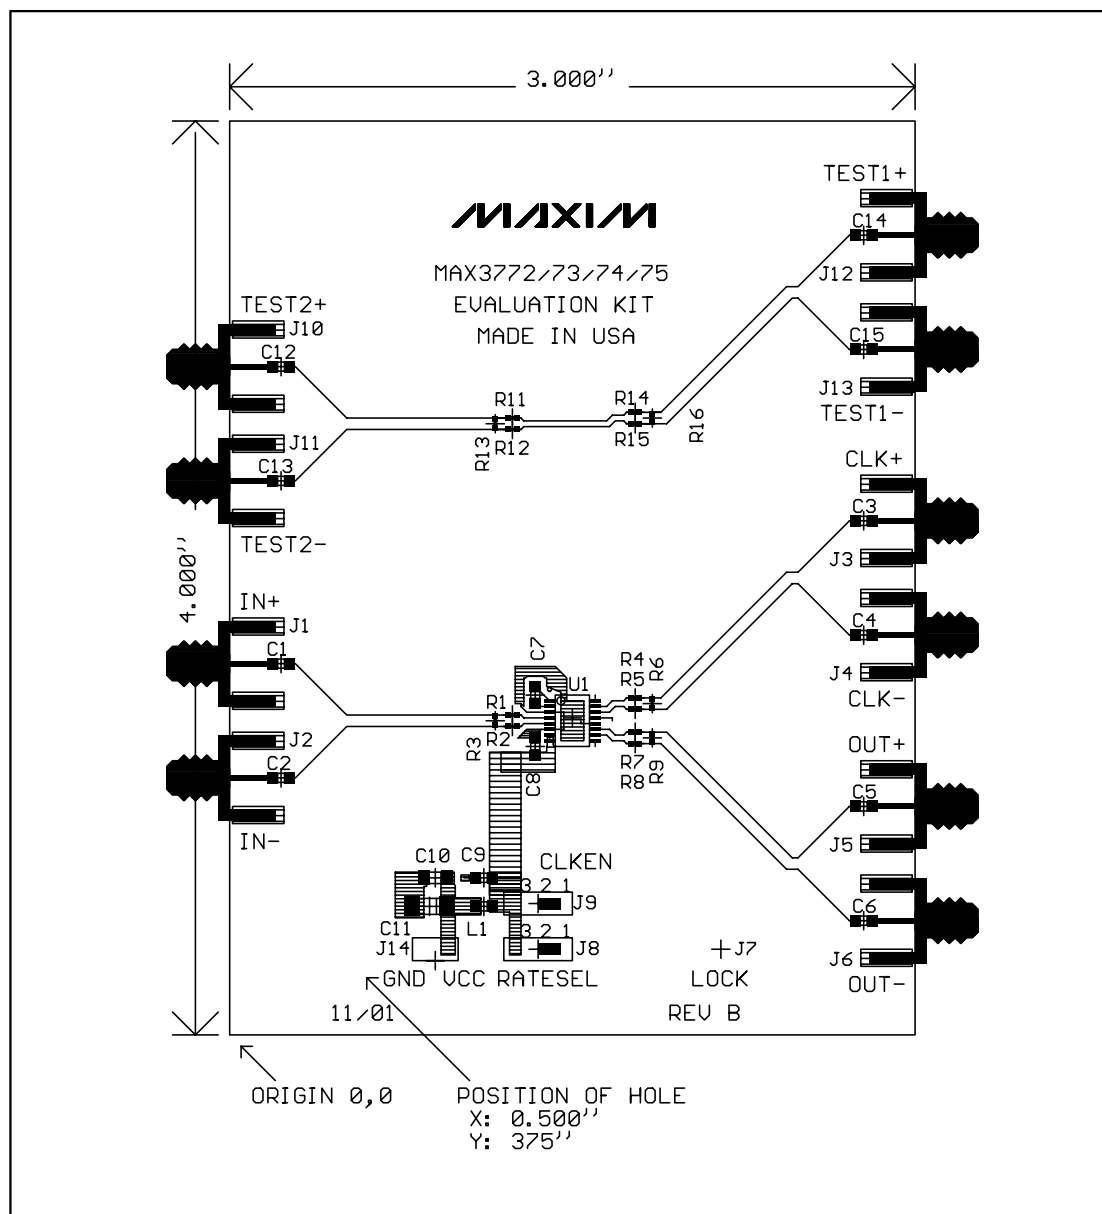 3.000''
TEST1+
C14
MAXIM
J12
MAX3772/73/74/75
EVALUATION KIT
MADE IN USA
TEST2+
J10
C12
C15
J13
TEST1-
R11
R14
R16
R12
R15
R13
J11
C13
TEST2-
CLK+
C3
J3
4.000"
IN+
J1
C1
C4
J4
CLK-
C7
R4
R5
R6
U1
R1
R2
R3
J2
C2
IN-
R7
R8
R9
C8
OUT+
C5
J5
C10 C9
CLKEN
3 2 1
J9
C11
L1
3 2 1
J14
J8
J7
C6
J6
GND VCC RATESEL
LOCK
OUT-
11/01
REV B
ORIGIN 0,0
POSITION OF HOLE
X: 0.500''
Y: 375''